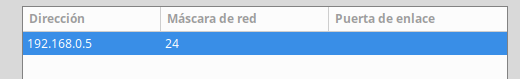 Dirección Máscara de red Puerta de enlace
192.168.0.5 24